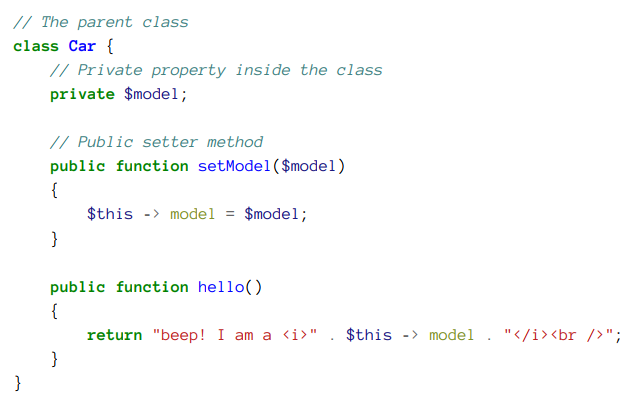 // The parent class
class Car {
    // Private property inside the class
    private $model;

    // Public setter method
    public function setModel($model)
    {
        $this -> model = $model;
    }

    public function hello()
    {
        return "beep! I am a <i>" . $this -> model . "</i><br />";
    }
}